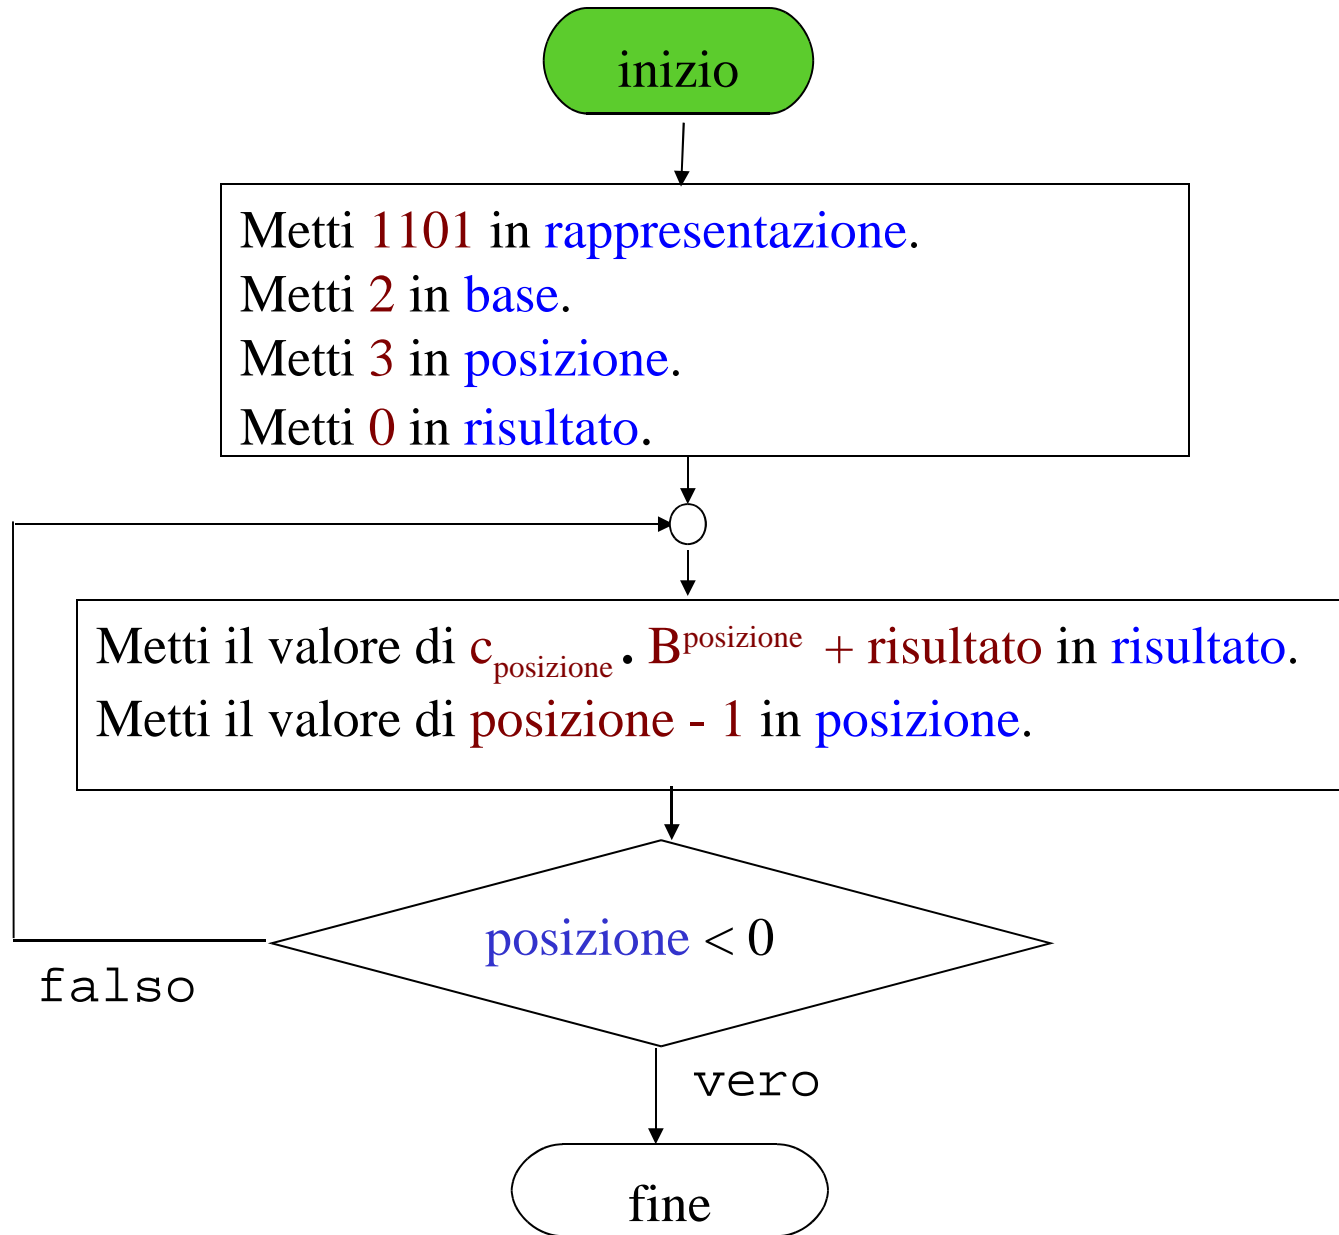 inizio
Metti 1101 in rappresentazione.
Metti 2 in base.
Metti 3 in posizione.
Metti 0 in risultato.
Metti il valore di cposizione . Bposizione + risultato in risultato.
Metti il valore di posizione - 1 in posizione.
posizione < 0
falso
vero
fine